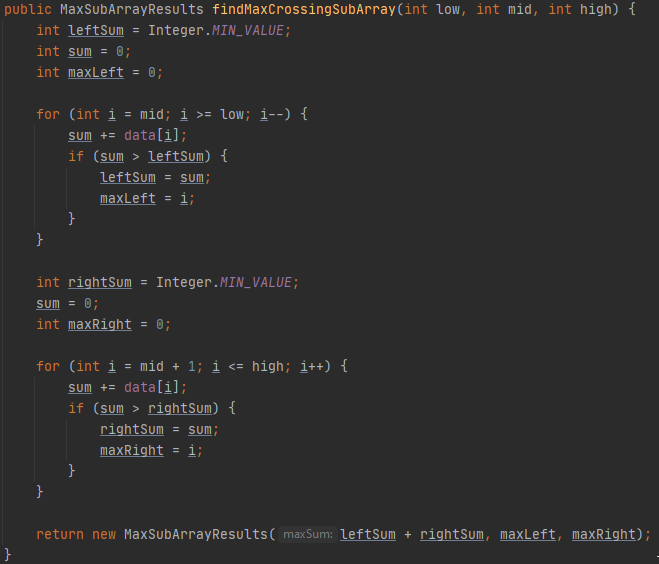 public MaxSubArrayResults findMaxCrossingSubArray(int low, int mid, int high) {
    int leftSum = Integer.MIN_VALUE;
    int sum = 0;
    int maxLeft = 0;

    for (int i = mid; i >= low; i--) {
        sum += data[i];
        if (sum > leftSum) {
            leftSum = sum;
            maxLeft = i;
        }
    }

    int rightSum = Integer.MIN_VALUE;
    sum = 0;
    int maxRight = 0;

    for (int i = mid + 1; i <= high; i++) {
        sum += data[i];
        if (sum > rightSum) {
            rightSum = sum;
            maxRight = i;
        }
    }

    return new MaxSubArrayResults( maxSum: leftSum + rightSum, maxLeft, maxRight);
}